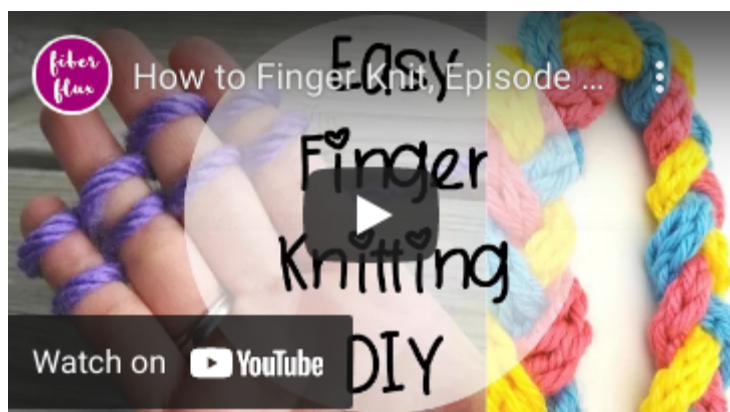 fiber
flux
How to Finger Knit, Episode ...
Easy
Finger
Knitting
DIY
Watch on YouTube